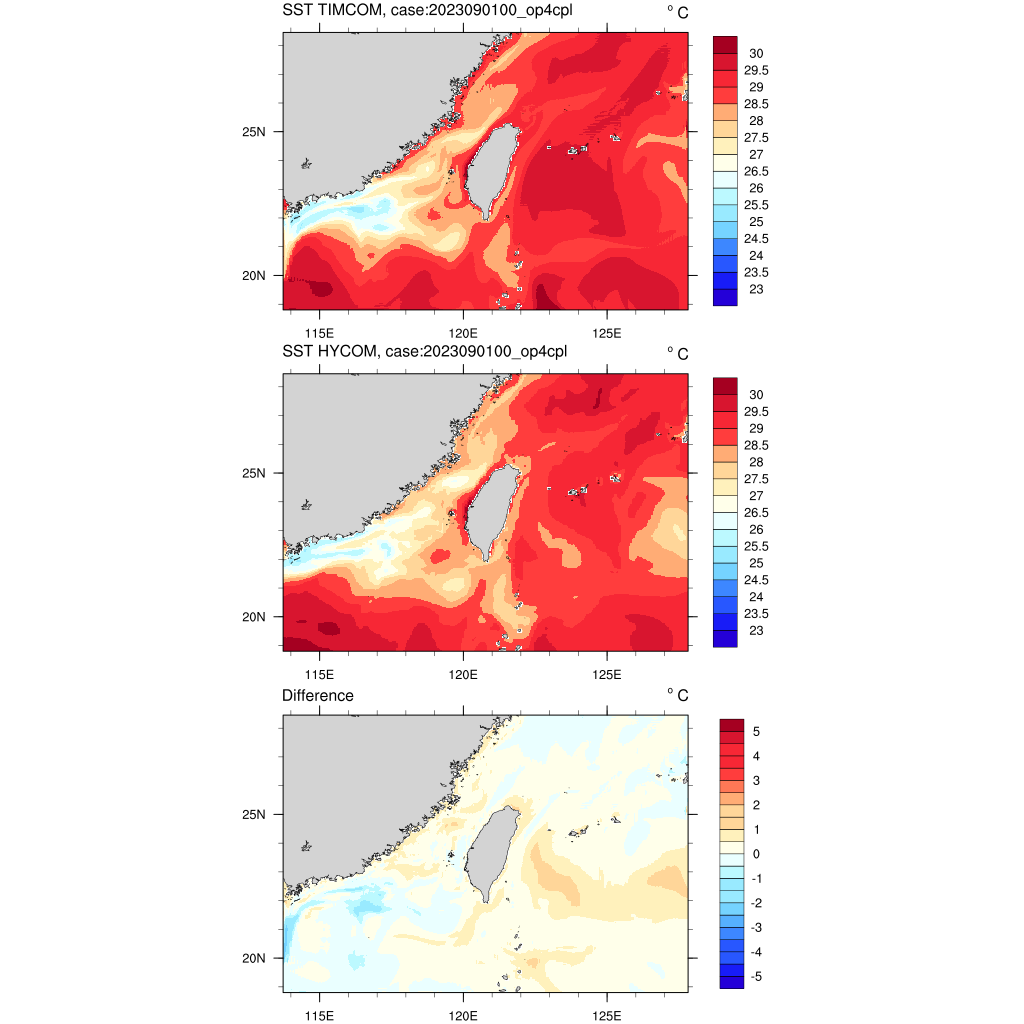 SST TIMCOM, case:2023090100_op4cpl
° C
30
29.5
29
28.5
28
27.5
27
26.5
26
25.5
25
24.5
24
23.5
23
25N
20N
115E
120E
125E
SST HYCOM, case:2023090100_op4cpl
° C
30
29.5
29
28.5
28
27.5
27
26.5
26
25.5
25
24.5
24
23.5
23
25N
20N
115E
120E
125E
Difference
° C
5
4
3
2
1
0
-1
-2
-3
-4
-5
25N
20N
115E
120E
125E